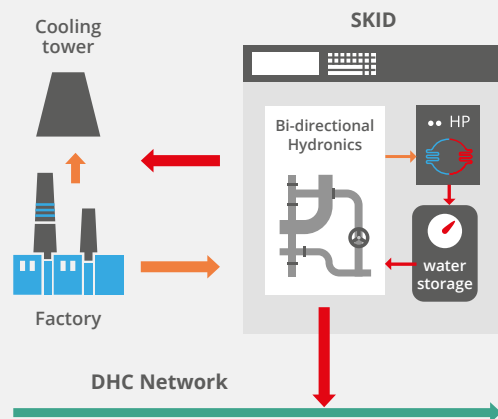 Cooling
tower
SKID
Bi-directional
Hydronics
HP
water
storage
Factory
DHC Network